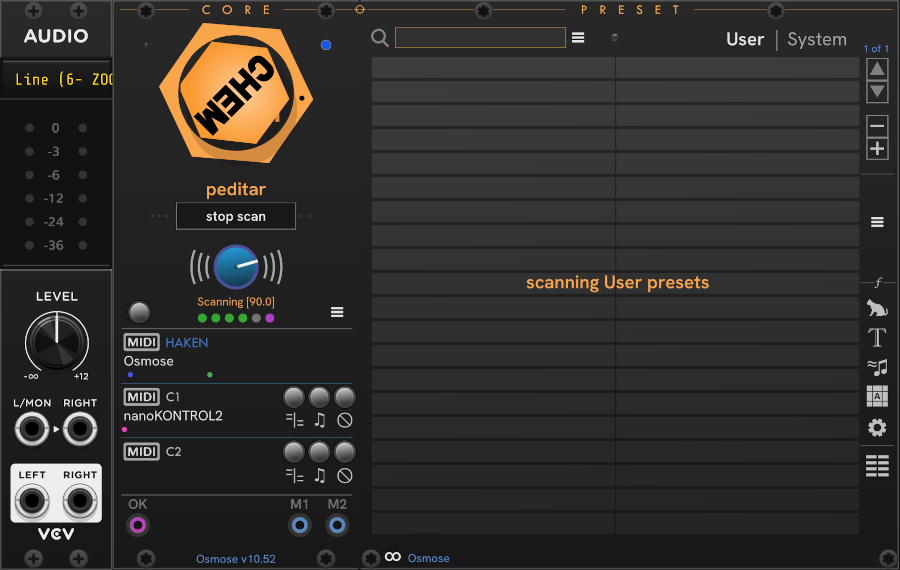 CORE
PRESET
AUDIO
Line (6- ZOO
0
-3
-6
-12
-24
-36
LEVEL
-∞ +12
L/MON RIGHT
LEFT RIGHT
VCV
CHEM
peditar
stop scan
Scanning [90.0]
MIDI HAKEN
Osmose
MIDI C1
nanoKONTROL2
MIDI C2
OK M1 M2
Osmose v10.52
User | System
1 of 1
scanning User presets
f
T
A
∞ Osmose